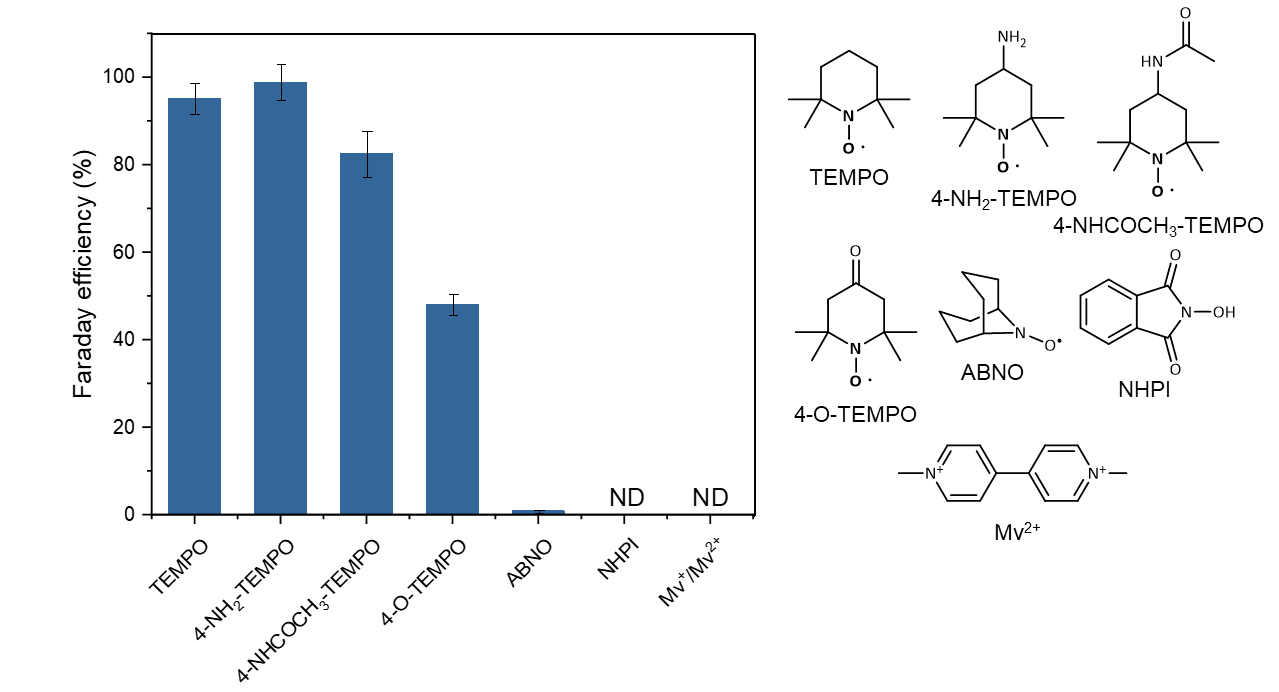 Faraday efficiency (%)
100
80
60
40
20
0
ND
ND
TEMPO
4-NH₂-TEMPO
4-NHCOCH₃-TEMPO
4-O-TEMPO
ABNO
NHPI
Mv⁺/Mv²⁺
N
O·
TEMPO
NH₂
N
O·
4-NH₂-TEMPO
O
HN
N
O·
4-NHCOCH₃-TEMPO
O
N
O·
4-O-TEMPO
N
O•
ABNO
O
N
OH
O
NHPI
N⁺
N⁺
Mv²⁺